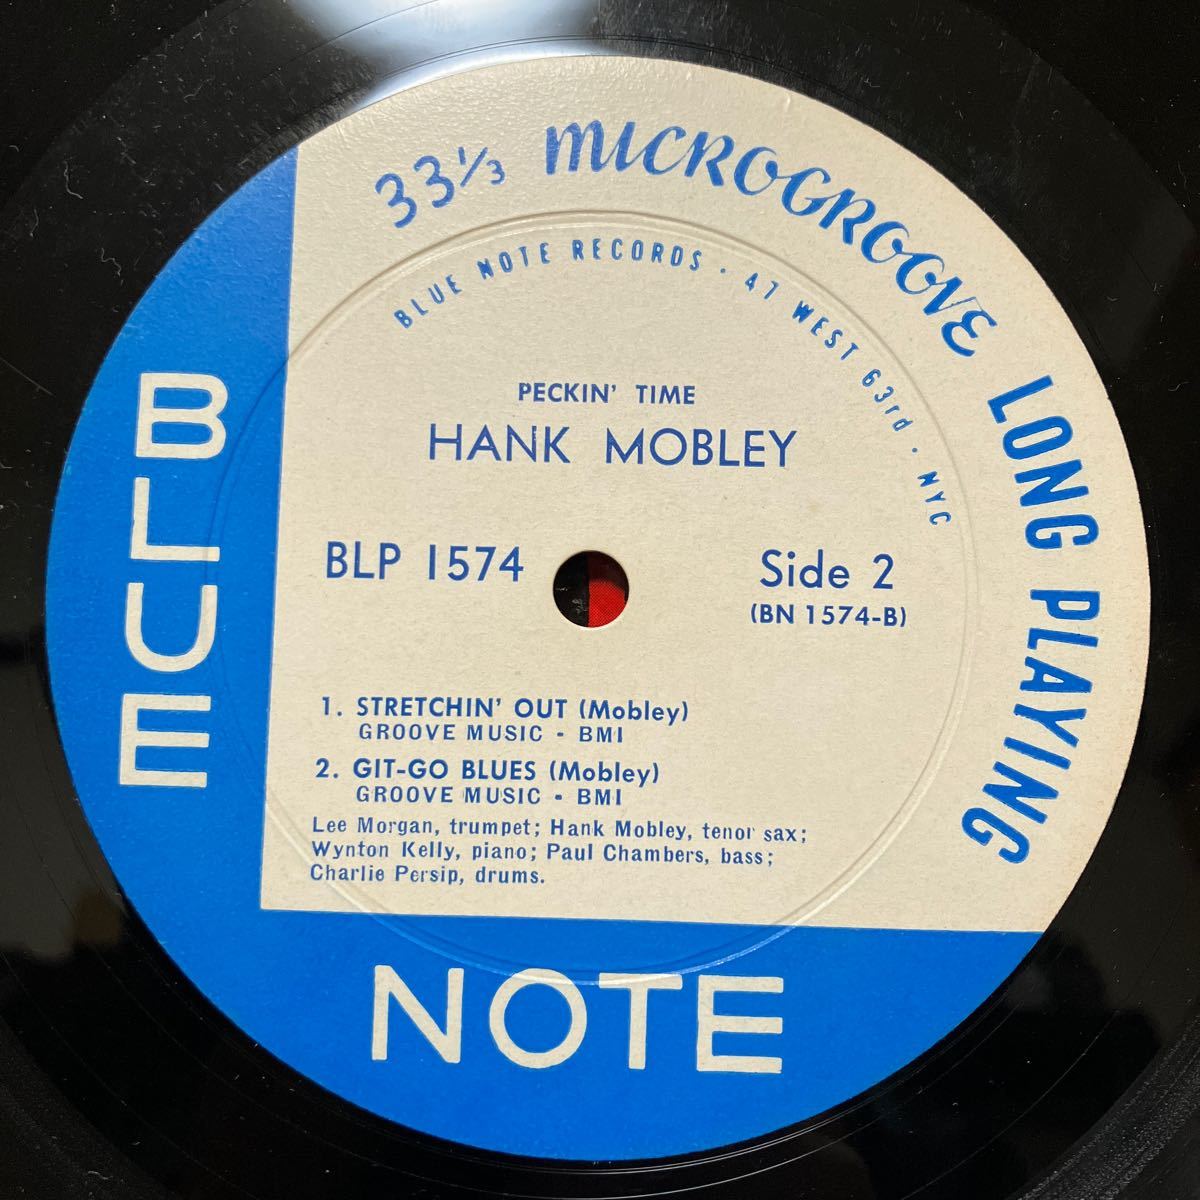 33⅓ MICROGROOVE LONG PLAYING
BLUE NOTE RECORDS · 47 WEST 63rd · NYC
PECKIN' TIME
HANK MOBLEY
BLP 1574
Side 2
(BN 1574-B)
1. STRETCHIN' OUT (Mobley)
GROOVE MUSIC - BMI
2. GIT-GO BLUES (Mobley)
GROOVE MUSIC - BMI
Lee Morgan, trumpet; Hank Mobley, tenor sax;
Wynton Kelly, piano; Paul Chambers, bass;
Charlie Persip, drums.
BLUE
NOTE